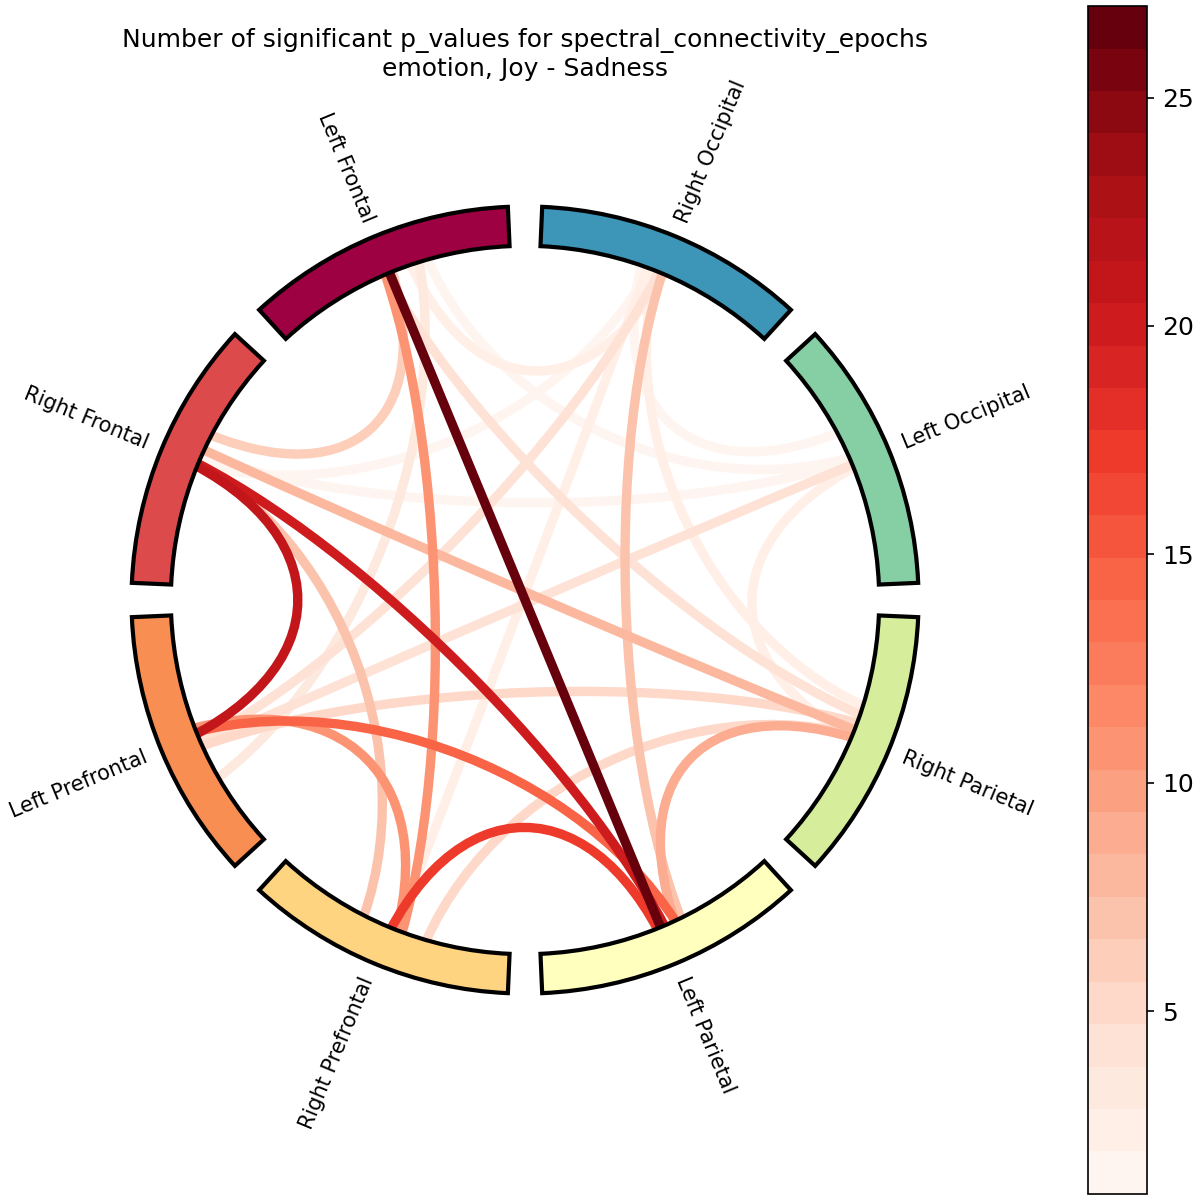 Number of significant p_values for spectral_connectivity_epochs
emotion, Joy - Sadness
Left Frontal
Right Occipital
Right Frontal
Left Occipital
Left Prefrontal
Right Parietal
Right Prefrontal
Left Parietal
25
20
15
10
5